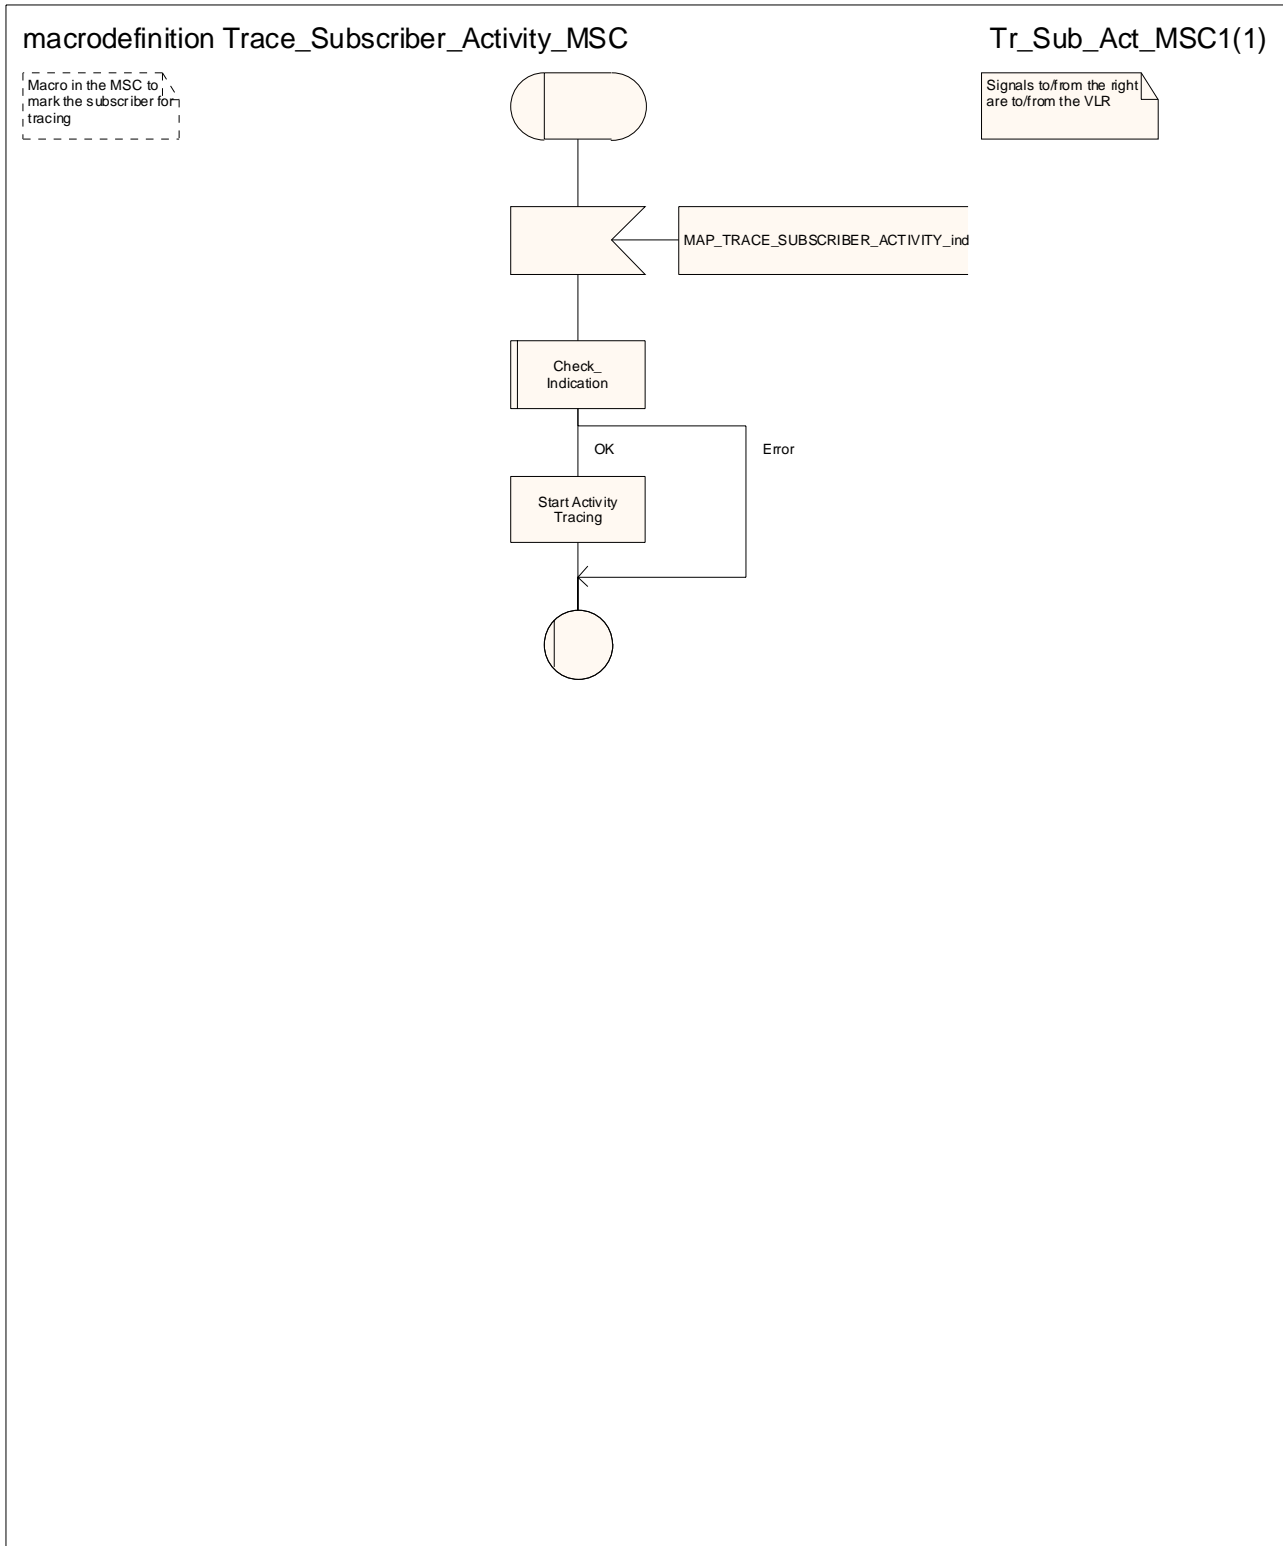 macrodefinition Trace_Subscriber_Activity_MSC
Tr_Sub_Act_MSC1(1)
Macro in the MSC to
mark the subscriber for
tracing
Signals to/from the right
are to/from the VLR
MAP_TRACE_SUBSCRIBER_ACTIVITY_ind
Check_
Indication
OK
Error
Start Activity
Tracing